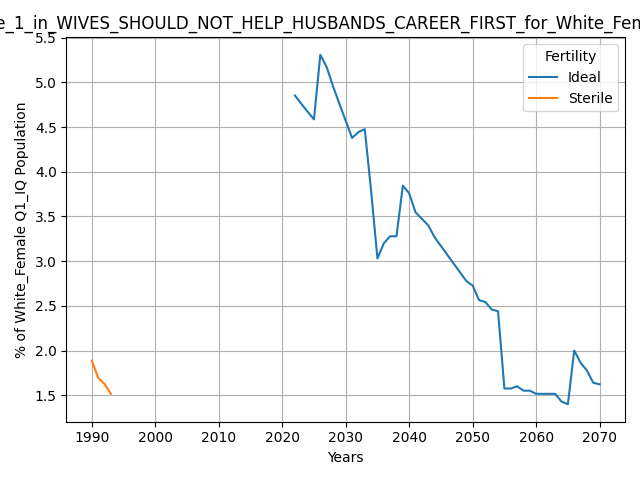 e_1_in_WIVES_SHOULD_NOT_HELP_HUSBANDS_CAREER_FIRST_for_White_Fem
5.5
5.0
4.5
4.0
3.5
3.0
2.5
2.0
1.5
% of White_Female Q1_IQ Population
Fertility
Ideal
Sterile
1990 2000 2010 2020 2030 2040 2050 2060 2070
Years